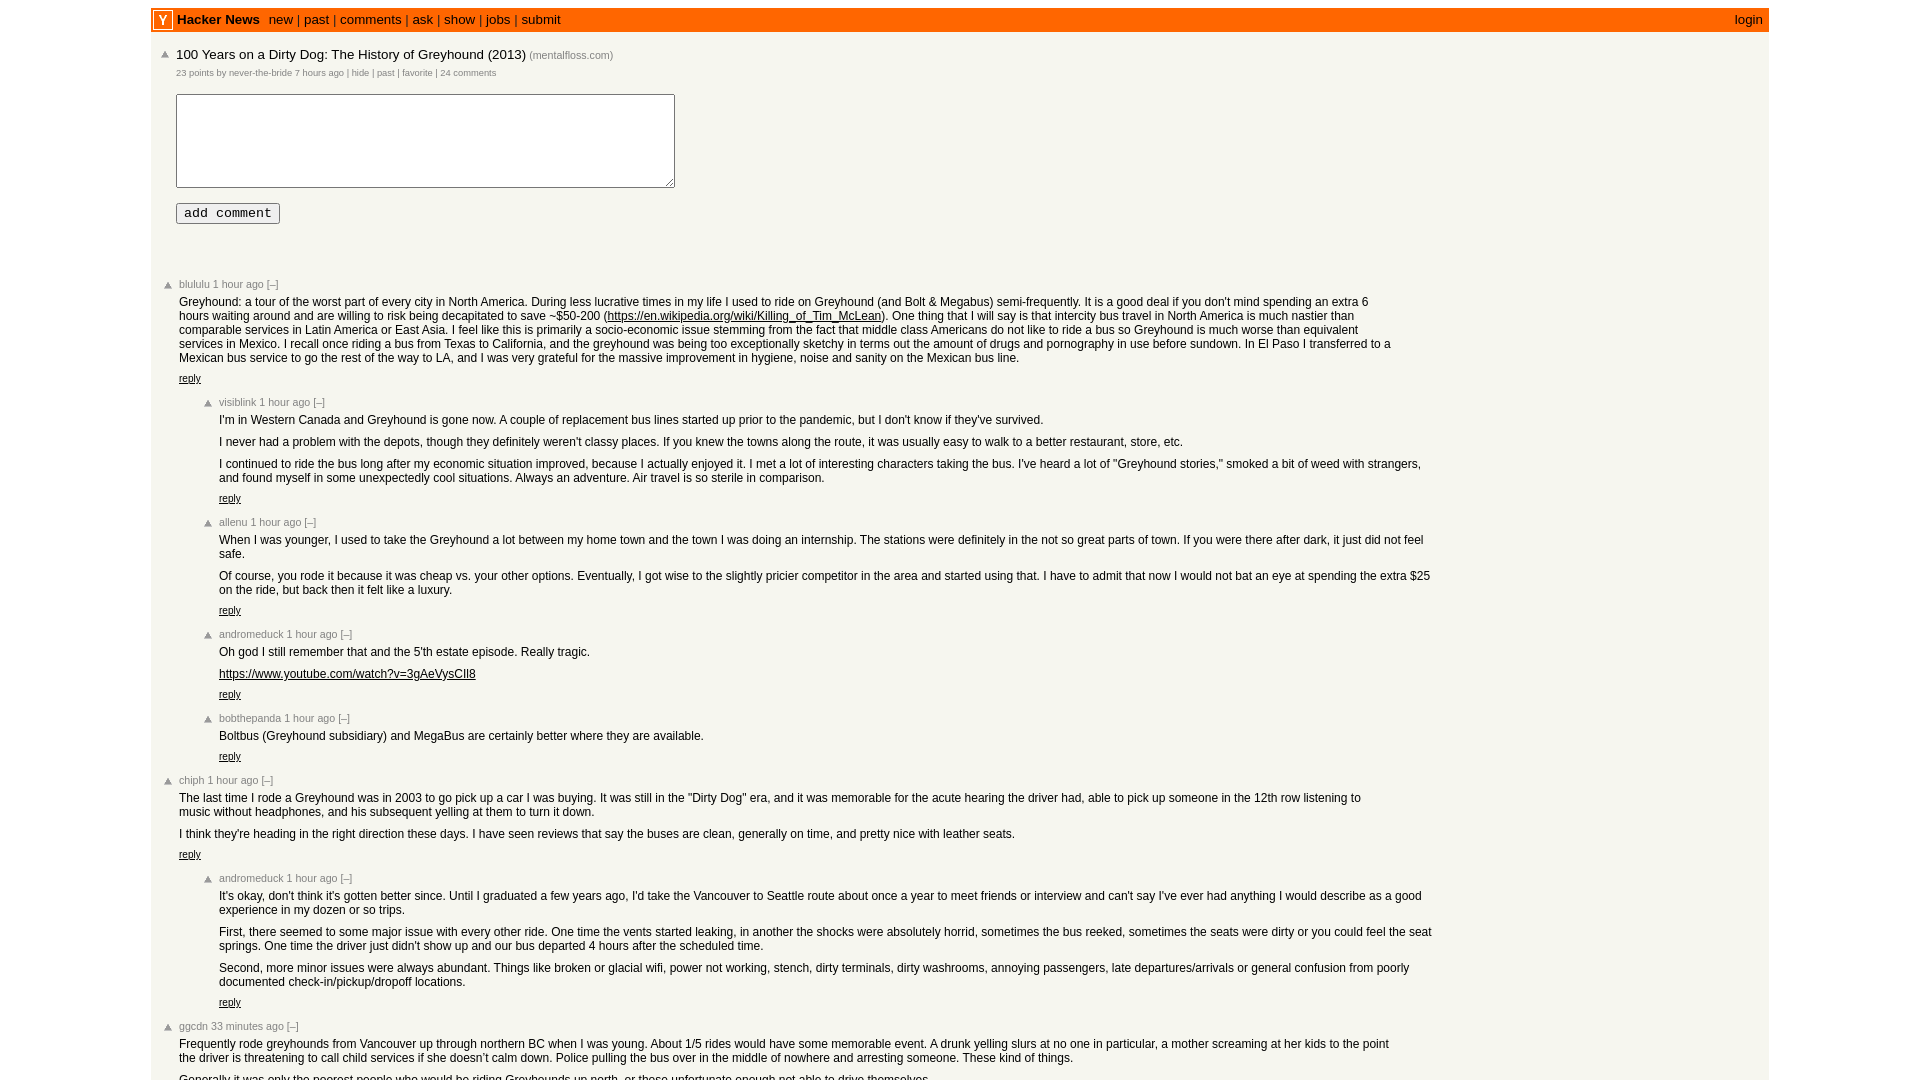 Y Hacker News new | past | comments | ask | show | jobs | submit login
100 Years on a Dirty Dog: The History of Greyhound (2013) (mentalfloss.com)
23 points by never-the-bride 7 hours ago | hide | past | favorite | 24 comments
add comment
blululu 1 hour ago [–]
Greyhound: a tour of the worst part of every city in North America. During less lucrative times in my life I used to ride on Greyhound (and Bolt & Megabus) semi-frequently. It is a good deal if you don't mind spending an extra 6
hours waiting around and are willing to risk being decapitated to save ~$50-200 (https://en.wikipedia.org/wiki/Killing_of_Tim_McLean). One thing that I will say is that intercity bus travel in North America is much nastier than
comparable services in Latin America or East Asia. I feel like this is primarily a socio-economic issue stemming from the fact that middle class Americans do not like to ride a bus so Greyhound is much worse than equivalent
services in Mexico. I recall once riding a bus from Texas to California, and the greyhound was being too exceptionally sketchy in terms out the amount of drugs and pornography in use before sundown. In El Paso I transferred to a
Mexican bus service to go the rest of the way to LA, and I was very grateful for the massive improvement in hygiene, noise and sanity on the Mexican bus line.
reply
visiblink 1 hour ago [–]
I'm in Western Canada and Greyhound is gone now. A couple of replacement bus lines started up prior to the pandemic, but I don't know if they've survived.
I never had a problem with the depots, though they definitely weren't classy places. If you knew the towns along the route, it was usually easy to walk to a better restaurant, store, etc.
I continued to ride the bus long after my economic situation improved, because I actually enjoyed it. I met a lot of interesting characters taking the bus. I've heard a lot of "Greyhound stories," smoked a bit of weed with strangers,
and found myself in some unexpectedly cool situations. Always an adventure. Air travel is so sterile in comparison.
reply
allenu 1 hour ago [–]
When I was younger, I used to take the Greyhound a lot between my home town and the town I was doing an internship. The stations were definitely in the not so great parts of town. If you were there after dark, it just did not feel
safe.
Of course, you rode it because it was cheap vs. your other options. Eventually, I got wise to the slightly pricier competitor in the area and started using that. I have to admit that now I would not bat an eye at spending the extra $25
on the ride, but back then it felt like a luxury.
reply
andromeduck 1 hour ago [–]
Oh god I still remember that and the 5'th estate episode. Really tragic.
https://www.youtube.com/watch?v=3gAeVysCIl8
reply
bobthepanda 1 hour ago [–]
Boltbus (Greyhound subsidiary) and MegaBus are certainly better where they are available.
reply
chiph 1 hour ago [–]
The last time I rode a Greyhound was in 2003 to go pick up a car I was buying. It was still in the "Dirty Dog" era, and it was memorable for the acute hearing the driver had, able to pick up someone in the 12th row listening to
music without headphones, and his subsequent yelling at them to turn it down.
I think they're heading in the right direction these days. I have seen reviews that say the buses are clean, generally on time, and pretty nice with leather seats.
reply
andromeduck 1 hour ago [–]
It's okay, don't think it's gotten better since. Until I graduated a few years ago, I'd take the Vancouver to Seattle route about once a year to meet friends or interview and can't say I've ever had anything I would describe as a good
experience in my dozen or so trips.
First, there seemed to some major issue with every other ride. One time the vents started leaking, in another the shocks were absolutely horrid, sometimes the bus reeked, sometimes the seats were dirty or you could feel the seat
springs. One time the driver just didn't show up and our bus departed 4 hours after the scheduled time.
Second, more minor issues were always abundant. Things like broken or glacial wifi, power not working, stench, dirty terminals, dirty washrooms, annoying passengers, late departures/arrivals or general confusion from poorly
documented check-in/pickup/dropoff locations.
reply
ggcdn 33 minutes ago [–]
Frequently rode greyhounds from Vancouver up through northern BC when I was young. About 1/5 rides would have some memorable event. A drunk yelling slurs at no one in particular, a mother screaming at her kids to the point
the driver is threatening to call child services if she doesn’t calm down. Police pulling the bus over in the middle of nowhere and arresting someone. These kind of things.
Generally it was only the poorest people who would be riding Greyhounds up north, or those unfortunate enough not able to drive themselves.